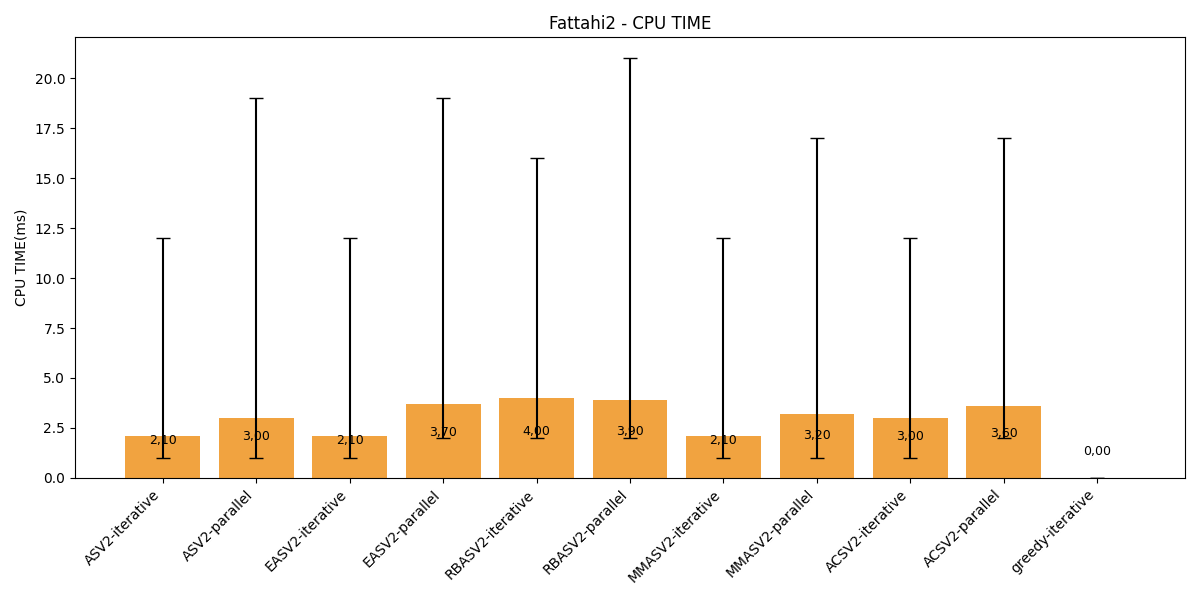 Fattahi2 - CPU TIME
CPU TIME(ms)
20.0
17.5
15.0
12.5
10.0
7.5
5.0
2.5
0.0
2,10
3,00
2,10
3,70
4,00
3,90
2,10
3,20
3,00
3,60
0,00
ASV2-iterative
ASV2-parallel
EASV2-iterative
EASV2-parallel
RBASV2-iterative
RBASV2-parallel
MMASV2-iterative
MMASV2-parallel
ACSV2-iterative
ACSV2-parallel
greedy-iterative